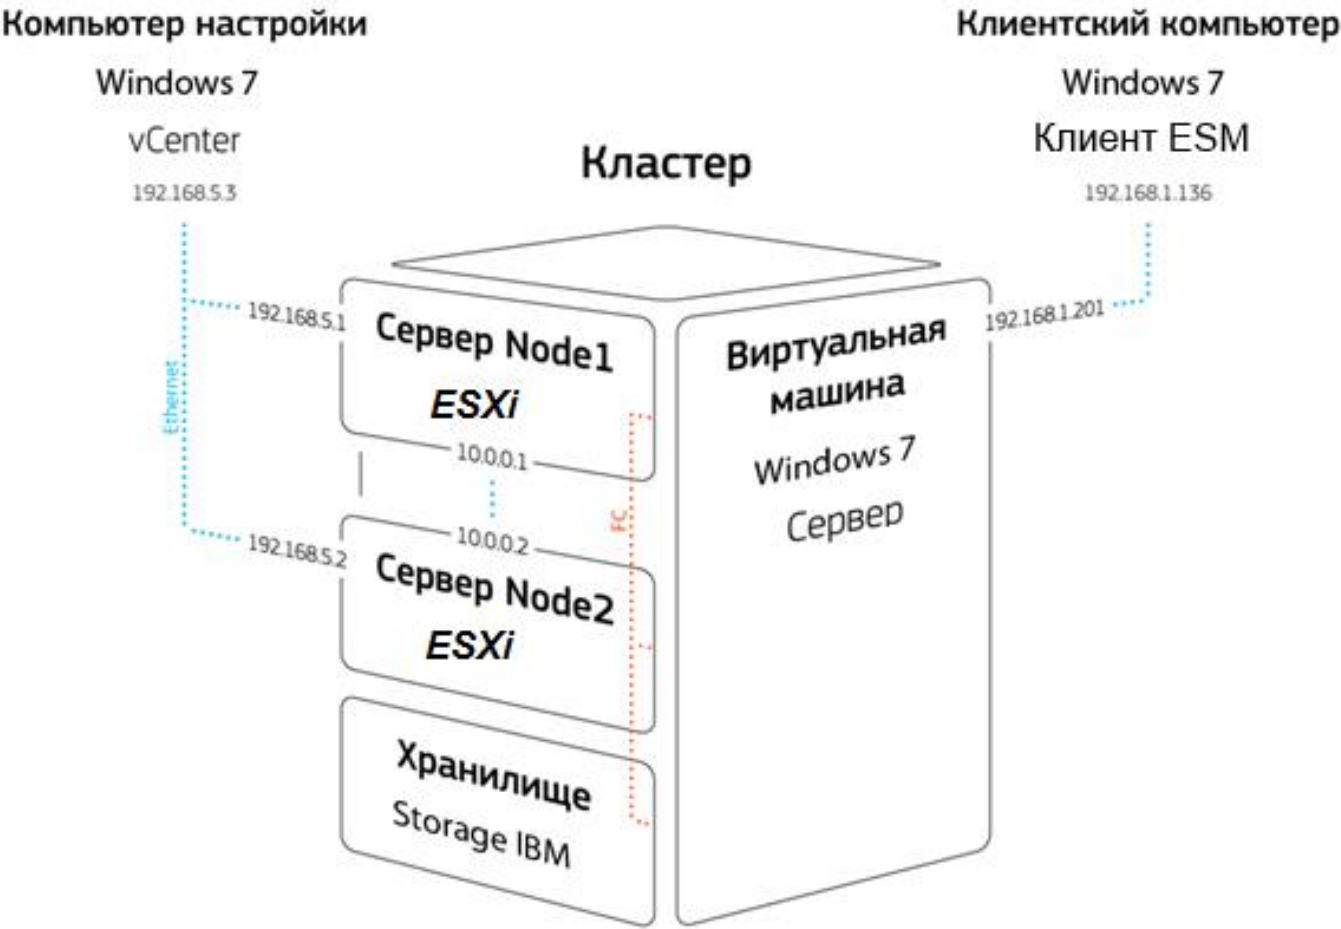 Компьютер настройки
Windows 7
vCenter
192.168.5.3
Клиентский компьютер
Windows 7
Клиент ESM
192.168.1.136
Кластер
Ethernet
192.168.5.1
Сервер Node1
ESXi
10.0.0.1
FC
10.0.0.2
192.168.5.2
Сервер Node2
ESXi
Хранилище
Storage IBM
192.168.1.201
Виртуальная
машина
Windows 7
Сервер